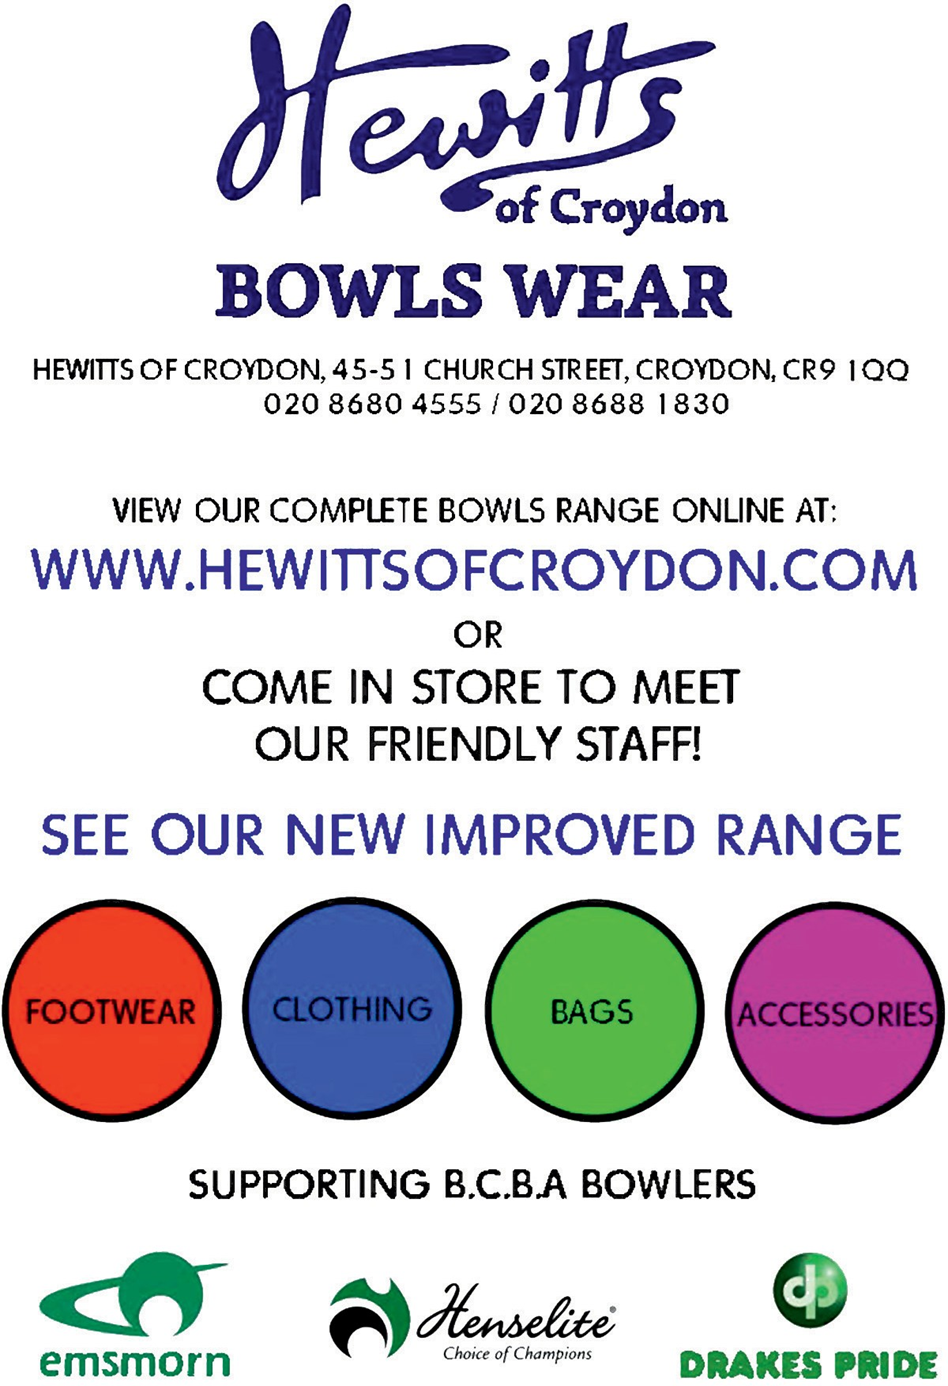 Hewitts
of Croydon
BOWLS WEAR
HEWITTS OF CROYDON, 45-51 CHURCH STREET, CROYDON, CR9 1QQ
020 8680 4555 / 020 8688 1830
VIEW OUR COMPLETE BOWLS RANGE ONLINE AT:
WWW.HEWITTSOFCROYDON.COM
OR
COME IN STORE TO MEET
OUR FRIENDLY STAFF!
SEE OUR NEW IMPROVED RANGE
FOOTWEAR CLOTHING BAGS ACCESSORIES
SUPPORTING B.C.B.A BOWLERS
emsmorn
Henselite®
Choice of Champions
dp
DRAKES PRIDE